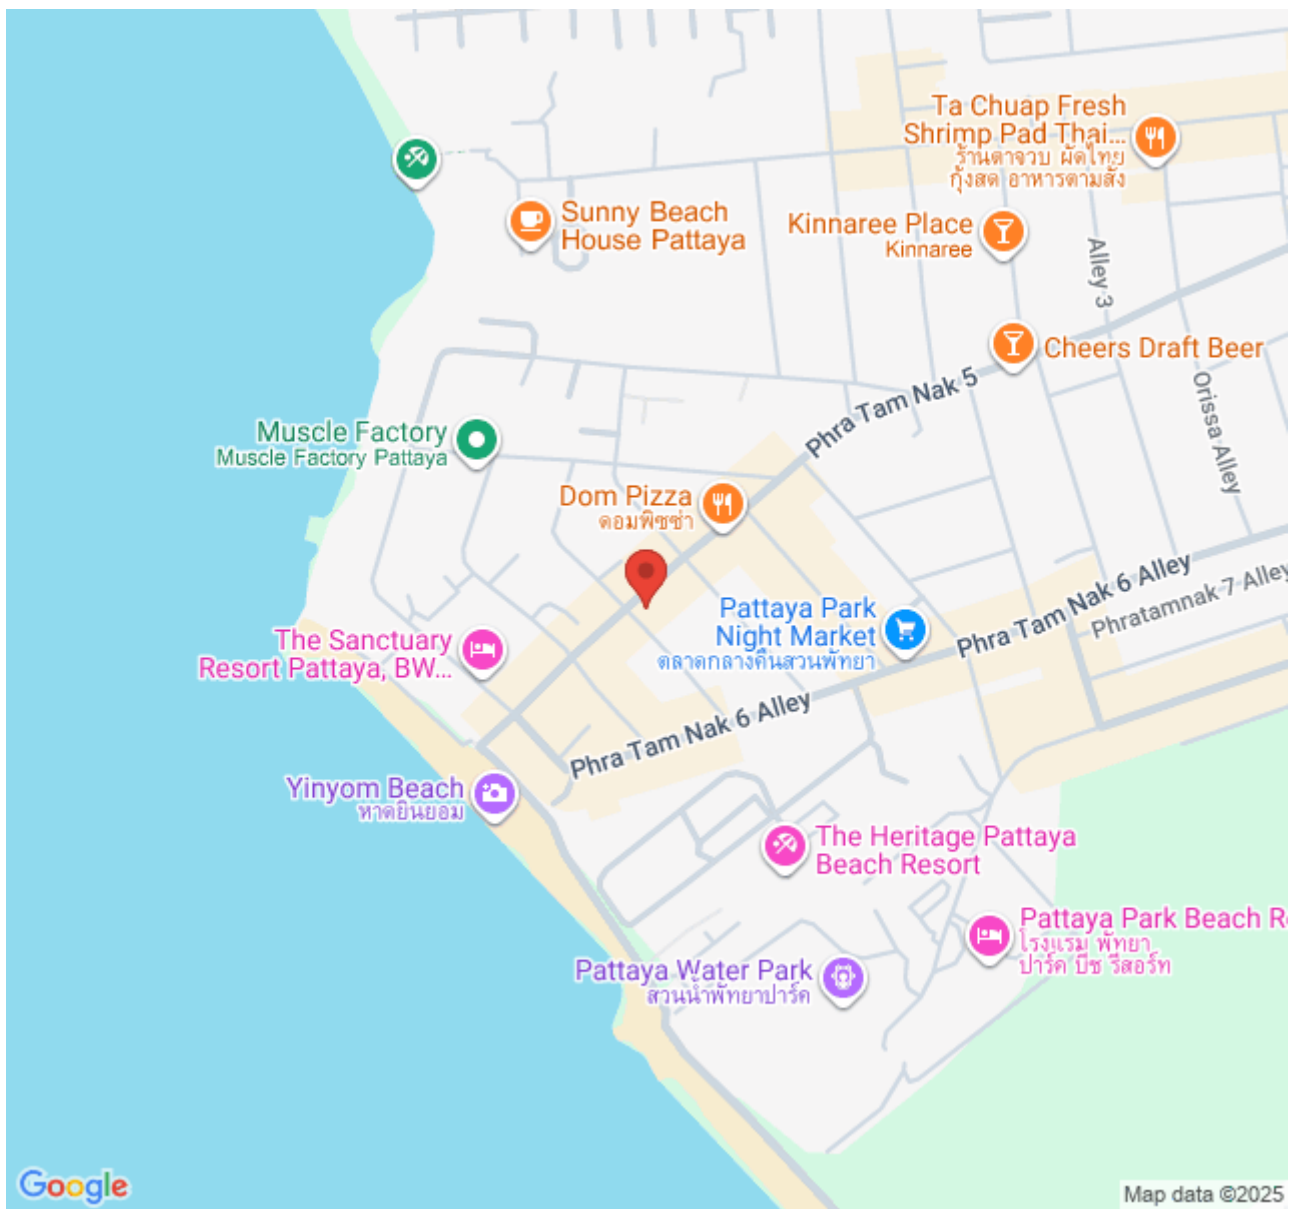 Ta Chuap Fresh
Shrimp Pad Thai...
ร้านตาจวบ ผัดไทย
กุ้งสด อาหารตามสั่ง
Sunny Beach
House Pattaya
Kinnaree Place
Kinnaree
Alley 3
Cheers Draft Beer
Phra Tam Nak 5
Orissa Alley
Muscle Factory
Muscle Factory Pattaya
Dom Pizza
ดอมพิซซ่า
Pattaya Park
Night Market
ตลาดกลางคืนสวนพัทยา
Phra Tam Nak 6 Alley
Phratamnak 7 Alley
The Sanctuary
Resort Pattaya, BW...
Phra Tam Nak 6 Alley
Yinyom Beach
หาดยินยอม
The Heritage Pattaya
Beach Resort
Pattaya Park Beach R
โรงแรม พัทยา
ปาร์ค บีช รีสอร์ท
Pattaya Water Park
สวนน้ำพัทยาปาร์ค
Google
Map data ©2025